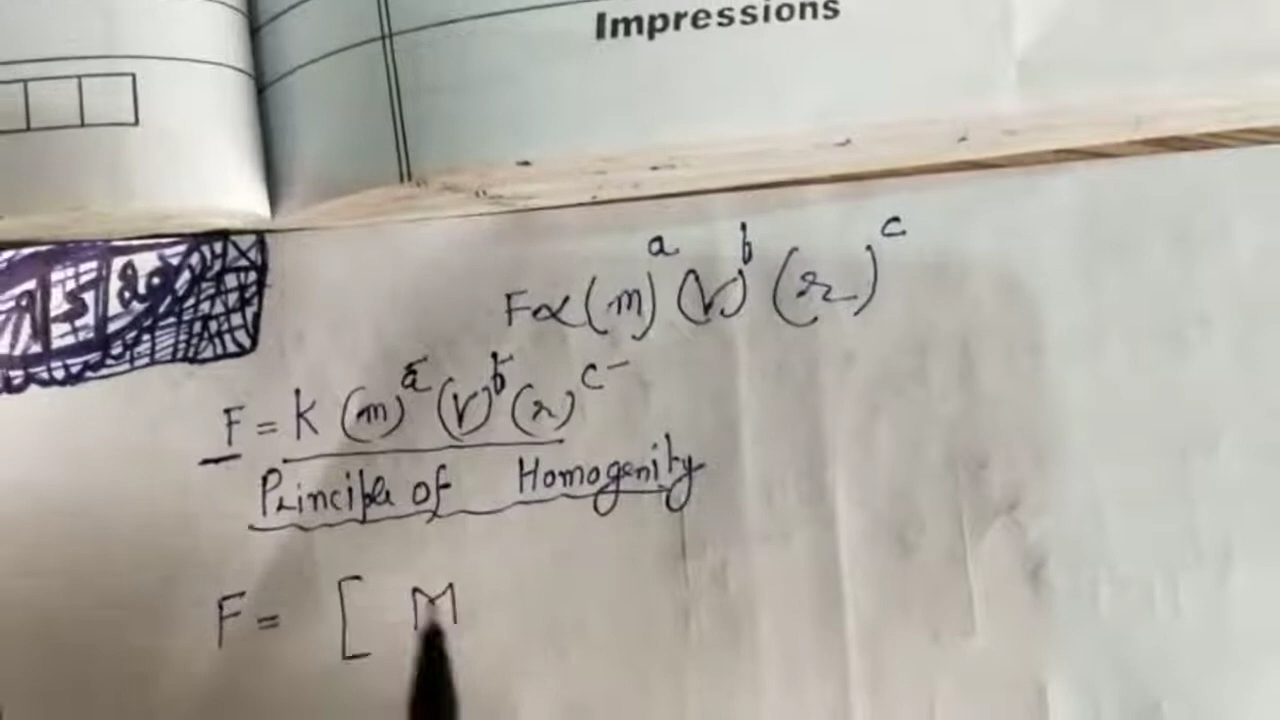 Impressions
F∝(m)^a (v)^b (r)^c
F = K (m)^a (v)^b (r)^c
Principle of Homogenity
F = [ M